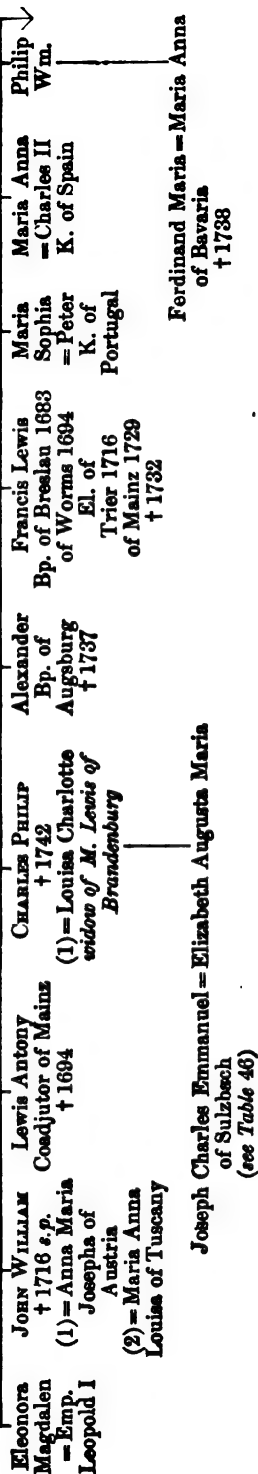 Eleonora
Magdalen
= Emp.
Leopold I
JOHN WILLIAM
† 1716 s.p.
(1) = Anna Maria
Josepha of
Austria
(2) = Maria Anna
Louisa of Tuscany
Lewis Antony
Coadjutor of Mainz
† 1694
CHARLES PHILIP
† 1742
(1) = Louisa Charlotte
widow of M. Lewis of
Brandenburg
Alexander
Bp. of
Augsburg
† 1737
Francis Lewis
Bp. of Breslau 1683
of Worms 1694
El. of
Trier 1716
of Mainz 1729
† 1732
Maria
Sophia
= Peter
K. of
Portugal
Maria Anna
= Charles II
K. of Spain
Philip
Wm.
Joseph Charles Emmanuel = Elizabeth Augusta Maria
of Sulzbach
(see Table 46)
Ferdinand Maria = Maria Anna
of Bavaria
† 1738